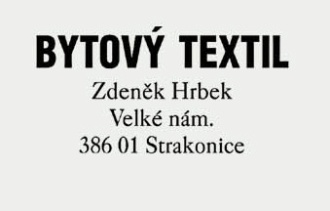 BYTOVÝ TEXTIL
Zdeněk Hrbek
Velké nám.
386 01 Strakonice